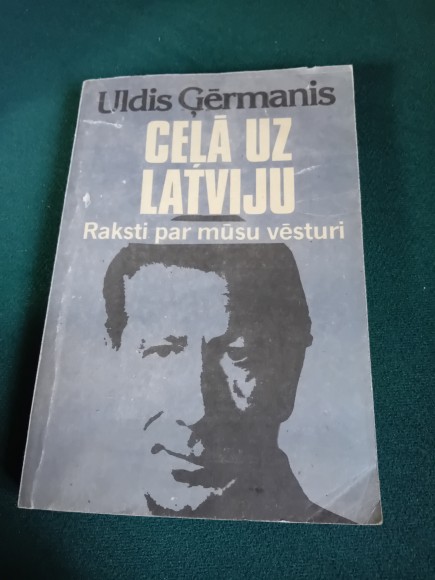 Uldis Ģērmanis
CEĻĀ UZ
LATVIJU
Raksti par mūsu vēsturi